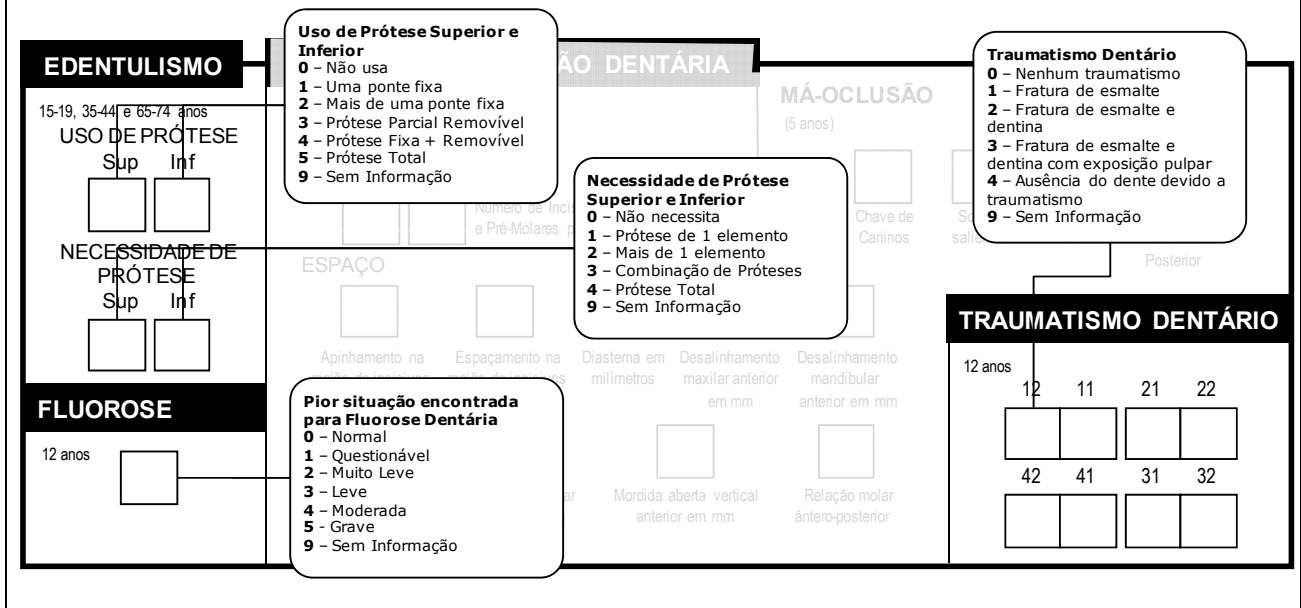 EDENTULISMO
15-19, 35-44 e 65-74 anos
USO DE PRÓTESE
Sup Inf
NECESSIDADE DE
PRÓTESE
Sup Inf
FLUOROSE
12 anos
Uso de Prótese Superior e
Inferior
0 – Não usa
1 – Uma ponte fixa
2 – Mais de uma ponte fixa
3 – Prótese Parcial Removível
4 – Prótese Fixa + Removível
5 – Prótese Total
9 – Sem Informação
DENTÁRIA
MÁ-OCLUSÃO
(5 anos)
Chave de
Caninos
Número de
e Pré-Molares
ESPAÇO
Apinhamento na
Espaçamento na
Diastema em
milímetros
Desalinhamento
maxilar anterior
em mm
Desalinhamento
mandibular
anterior em mm
Mordida aberta vertical
anterior em mm
Relação molar
ântero-posterior
Posterior
Necessidade de Prótese
Superior e Inferior
0 – Não necessita
1 – Prótese de 1 elemento
2 – Mais de 1 elemento
3 – Combinação de Próteses
4 – Prótese Total
9 – Sem Informação
Pior situação encontrada
para Fluorose Dentária
0 – Normal
1 – Questionável
2 – Muito Leve
3 – Leve
4 – Moderada
5 - Grave
9 – Sem Informação
Traumatismo Dentário
0 – Nenhum traumatismo
1 – Fratura de esmalte
2 – Fratura de esmalte e
dentina
3 – Fratura de esmalte e
dentina com exposição pulpar
4 – Ausência do dente devido a
traumatismo
9 – Sem Informação
TRAUMATISMO DENTÁRIO
12 anos
12 11 21 22
42 41 31 32